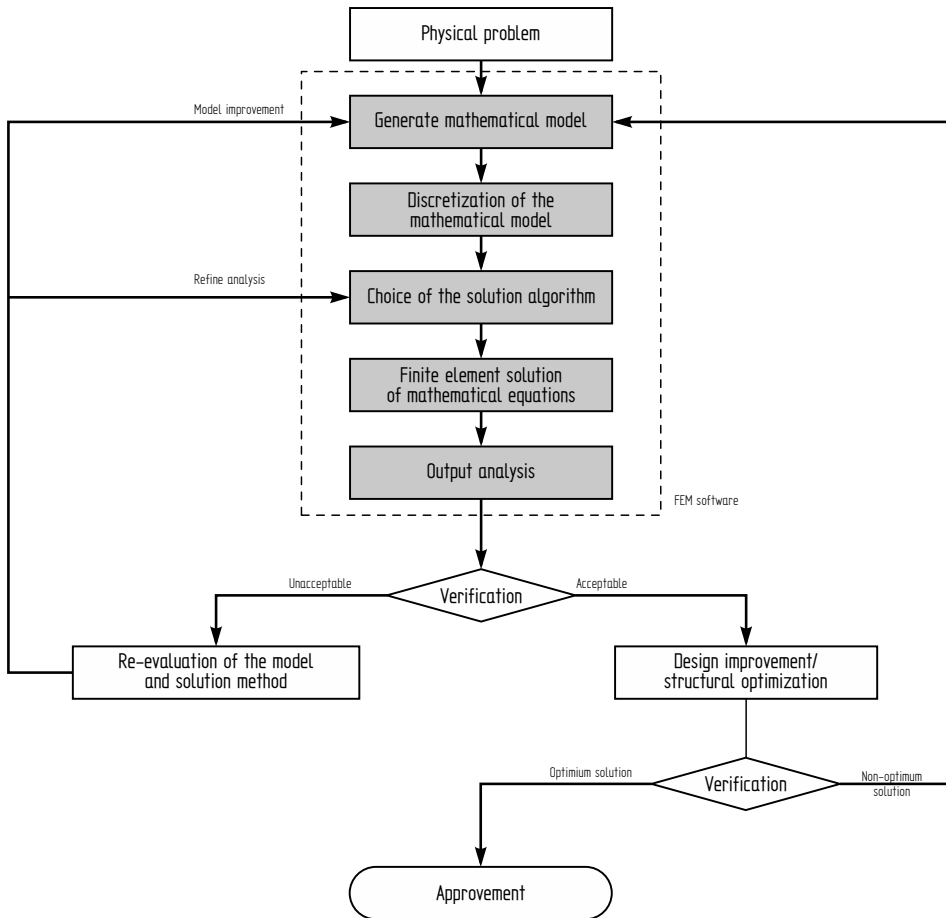 Physical problem
Model improvement
Generate mathematical model
Discretization of the
mathematical model
Refine analysis
Choice of the solution algorithm
Finite element solution
of mathematical equations
Output analysis
FEM software
Unacceptable
Acceptable
Verification
Re-evaluation of the model
and solution method
Design improvement/
structural optimization
Optimium solution
Verification
Non-optimum
solution
Approvement